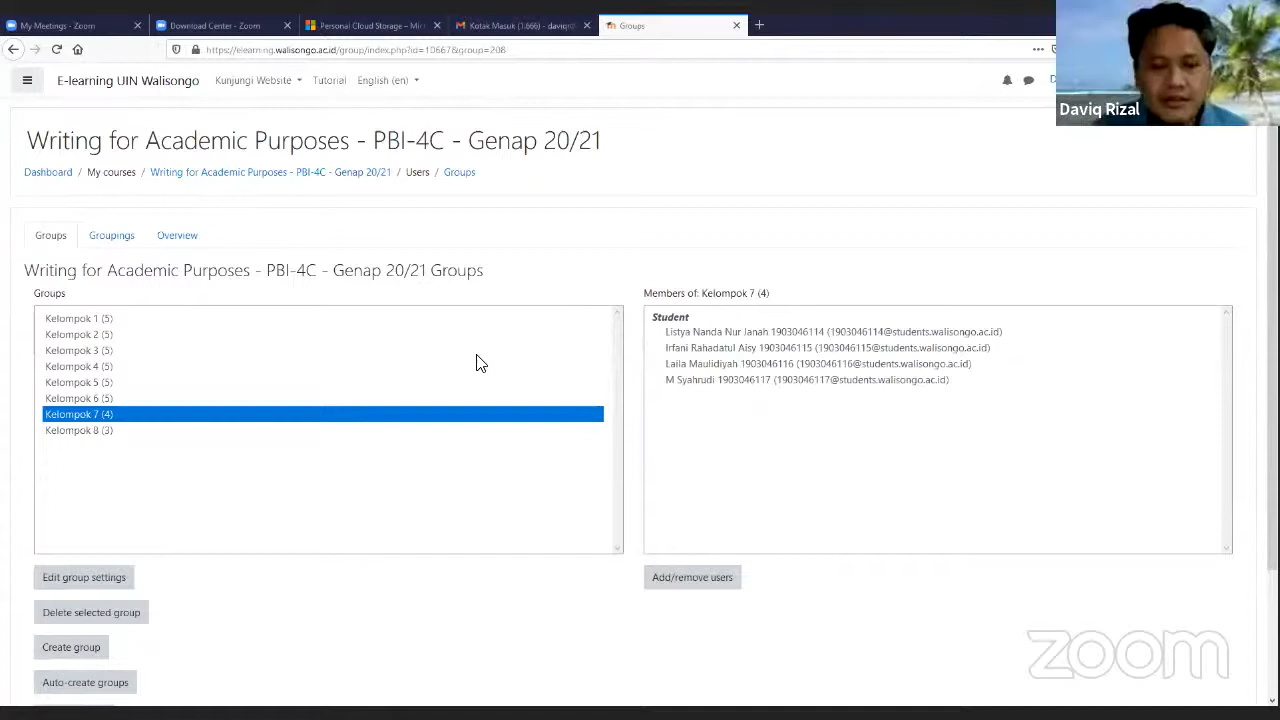 My Meetings - Zoom
Download Center - Zoom
Personal Cloud Storage – Micr
Kotak Masuk (1.666) - daviqr
Groups
https://elearning.walisongo.ac.id/group/index.php?id=10667&group=208
E-learning UIN Walisongo
Kunjungi Website
Tutorial
English (en)
Daviq Rizal
Writing for Academic Purposes - PBI-4C - Genap 20/21
Dashboard / My courses / Writing for Academic Purposes - PBI-4C - Genap 20/21 / Users / Groups
Groups
Groupings
Overview
Writing for Academic Purposes - PBI-4C - Genap 20/21 Groups
Groups
Members of: Kelompok 7 (4)
Kelompok 1 (5)
Kelompok 2 (5)
Kelompok 3 (5)
Kelompok 4 (5)
Kelompok 5 (5)
Kelompok 6 (5)
Kelompok 7 (4)
Kelompok 8 (3)
Student
Listya Nanda Nur Janah 1903046114 (1903046114@students.walisongo.ac.id)
Irfani Rahadatul Aisy 1903046115 (1903046115@students.walisongo.ac.id)
Laila Maulidiyah 1903046116 (1903046116@students.walisongo.ac.id)
M Syahrudi 1903046117 (1903046117@students.walisongo.ac.id)
Edit group settings
Add/remove users
Delete selected group
Create group
Auto-create groups
zoom